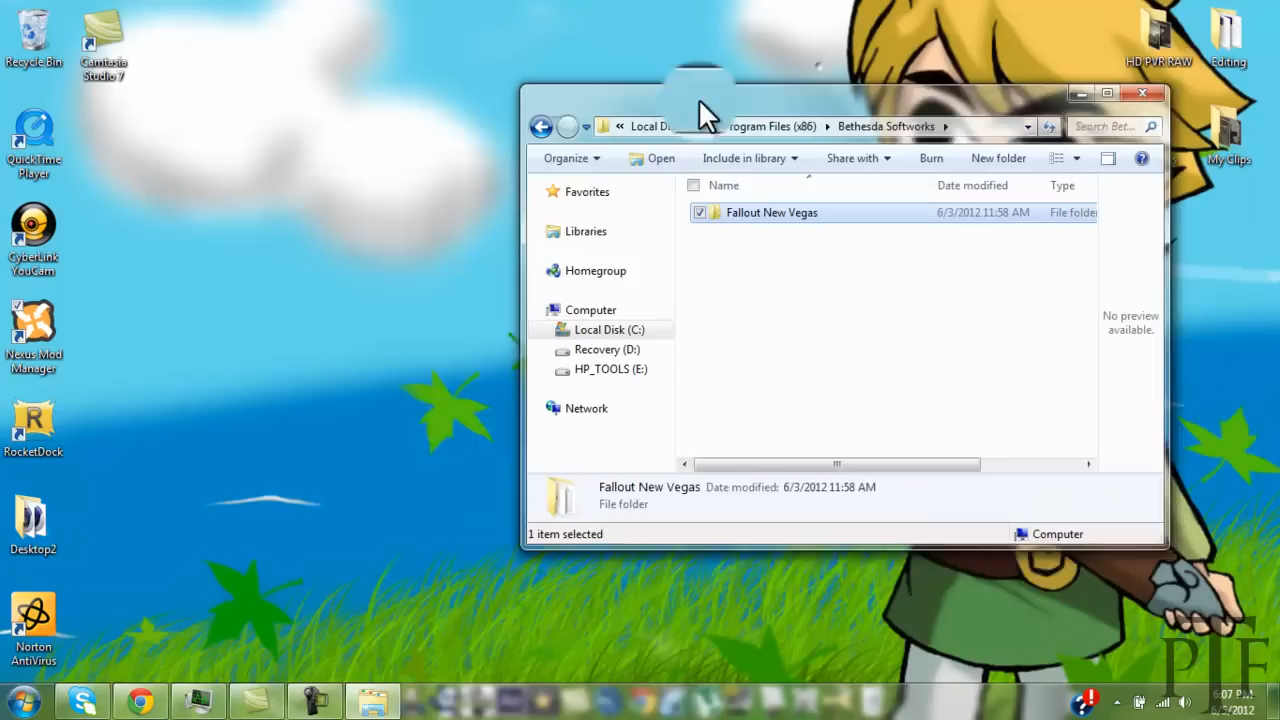 Recycle Bin
Camtasia
Studio 7
QuickTime
Player
CyberLink
YouCam
Nexus Mod
Manager
RocketDock
Desktop2
Norton
AntiVirus
HD PVR RAW
Editing
My Clips
« Local Di rogram Files (x86) Bethesda Softworks
Search Bet...
Organize Open Include in library Share with Burn New folder
Favorites
Libraries
Homegroup
Computer
Local Disk (C:)
Recovery (D:)
HP_TOOLS (E:)
Network
Name Date modified Type
Fallout New Vegas 6/3/2012 11:58 AM File folder
No preview
available.
Fallout New Vegas Date modified: 6/3/2012 11:58 AM
File folder
1 item selected Computer
PTF
6:07 PM
6/5/2012